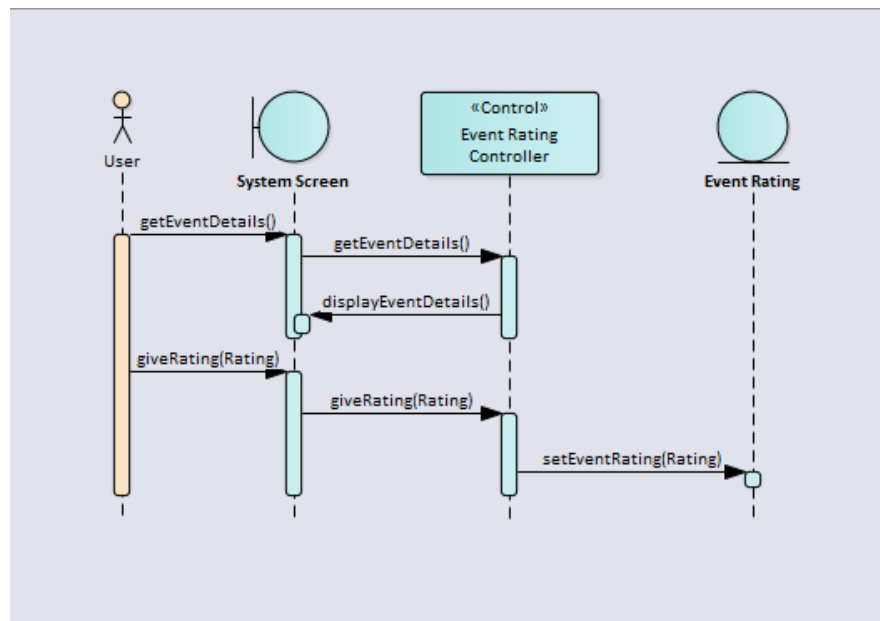 «Control»
Event Rating
Controller
User
System Screen
Event Rating
getEventDetails()
getEventDetails()
displayEventDetails()
giveRating(Rating)
giveRating(Rating)
setEventRating(Rating)